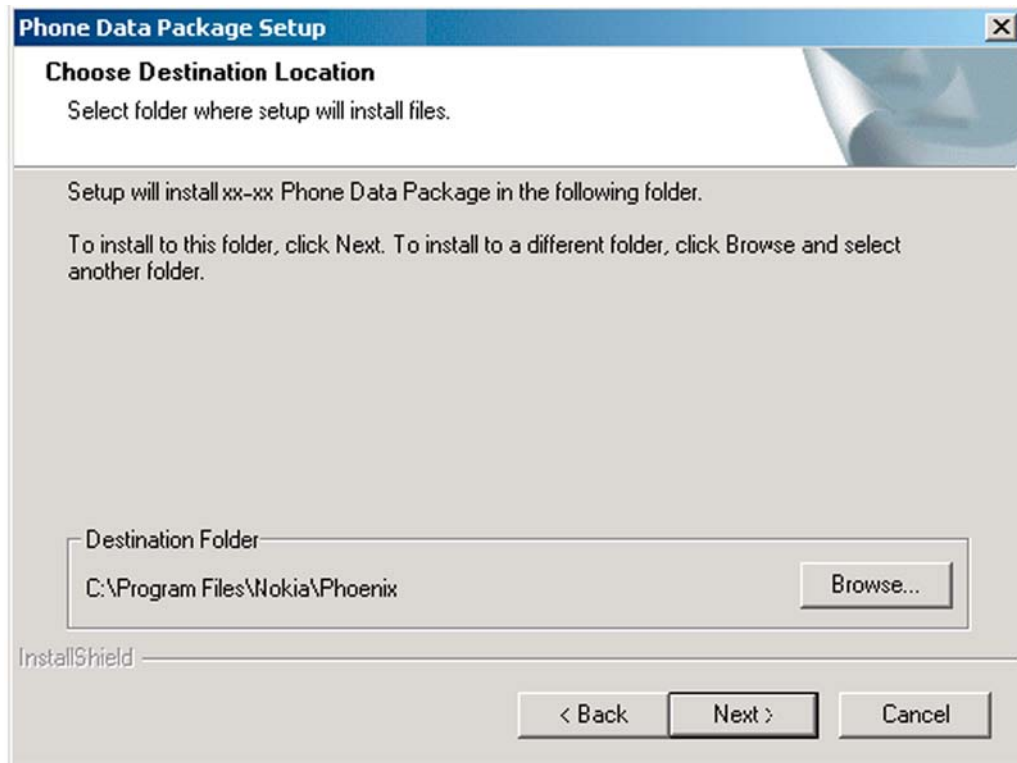 Phone Data Package Setup
Choose Destination Location
Select folder where setup will install files.
Setup will install xx-xx Phone Data Package in the following folder.
To install to this folder, click Next. To install to a different folder, click Browse and select
another folder.
Destination Folder
C:\Program Files\Nokia\Phoenix
Browse...
InstallShield
< Back
Next >
Cancel